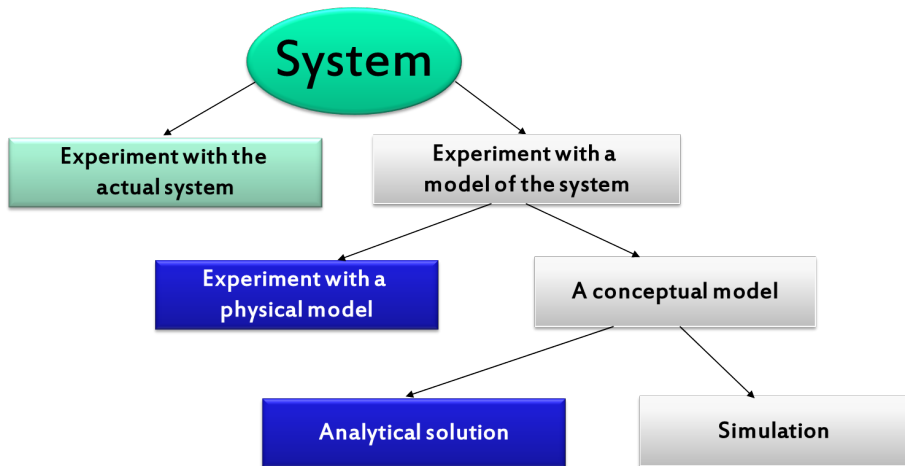 System
Experiment with the
actual system
Experiment with a
model of the system
Experiment with a
physical model
A conceptual model
Analytical solution
Simulation